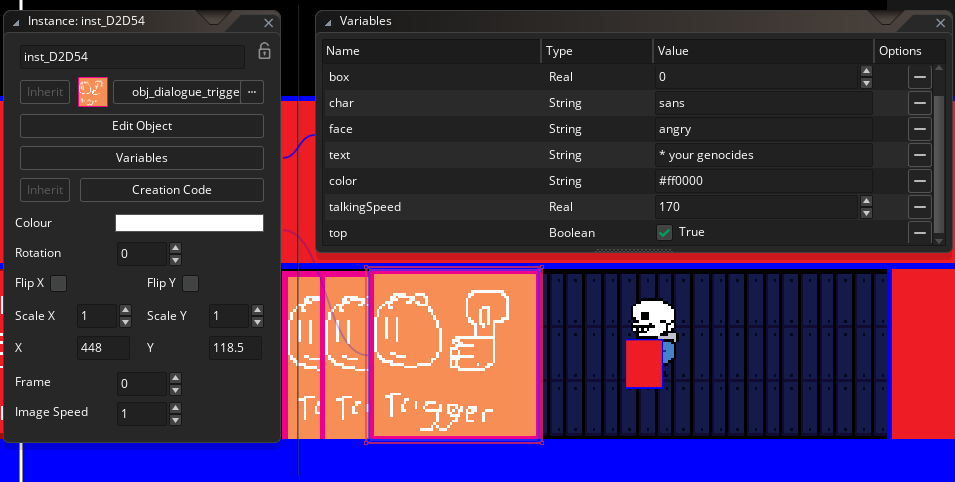 Instance: inst_D2D54
inst_D2D54
Inherit
obj_dialogue_trigge
...
Edit Object
Variables
Inherit
Creation Code
Colour
Rotation 0
Flip X Flip Y
Scale X 1 Scale Y 1
X 448 Y 118.5
Frame 0
Image Speed 1
Variables
Name Type Value Options
box Real 0
char String sans
face String angry
text String * your genocides
color String #ff0000
talkingSpeed Real 170
top Boolean True
Tr Tr Trigger